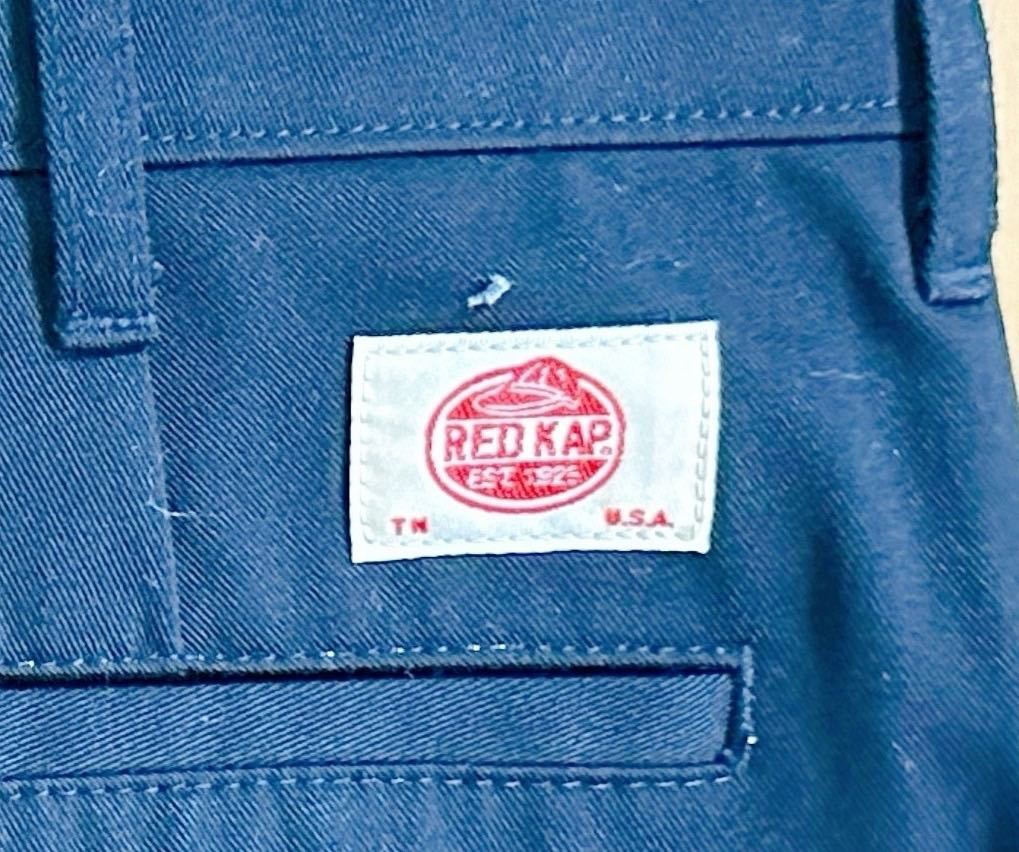 RED KAP.
EST. 1923
TN U.S.A.